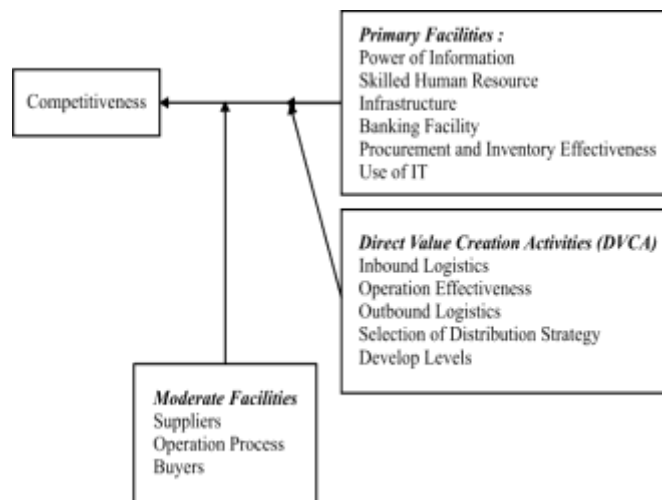 Competitiveness
Primary Facilities :
Power of Information
Skilled Human Resource
Infrastructure
Banking Facility
Procurement and Inventory Effectiveness
Use of IT
Direct Value Creation Activities (DVCA)
Inbound Logistics
Operation Effectiveness
Outbound Logistics
Selection of Distribution Strategy
Develop Levels
Moderate Facilities
Suppliers
Operation Process
Buyers